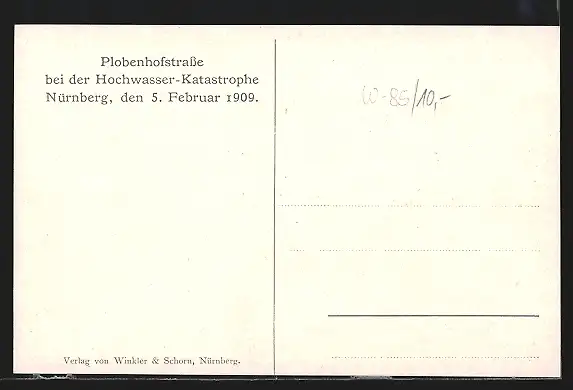 Plobenhofstraße
bei der Hochwasser-Katastrophe
Nürnberg, den 5. Februar 1909.
W-85/10,-
Verlag von Winkler & Schorn, Nürnberg.